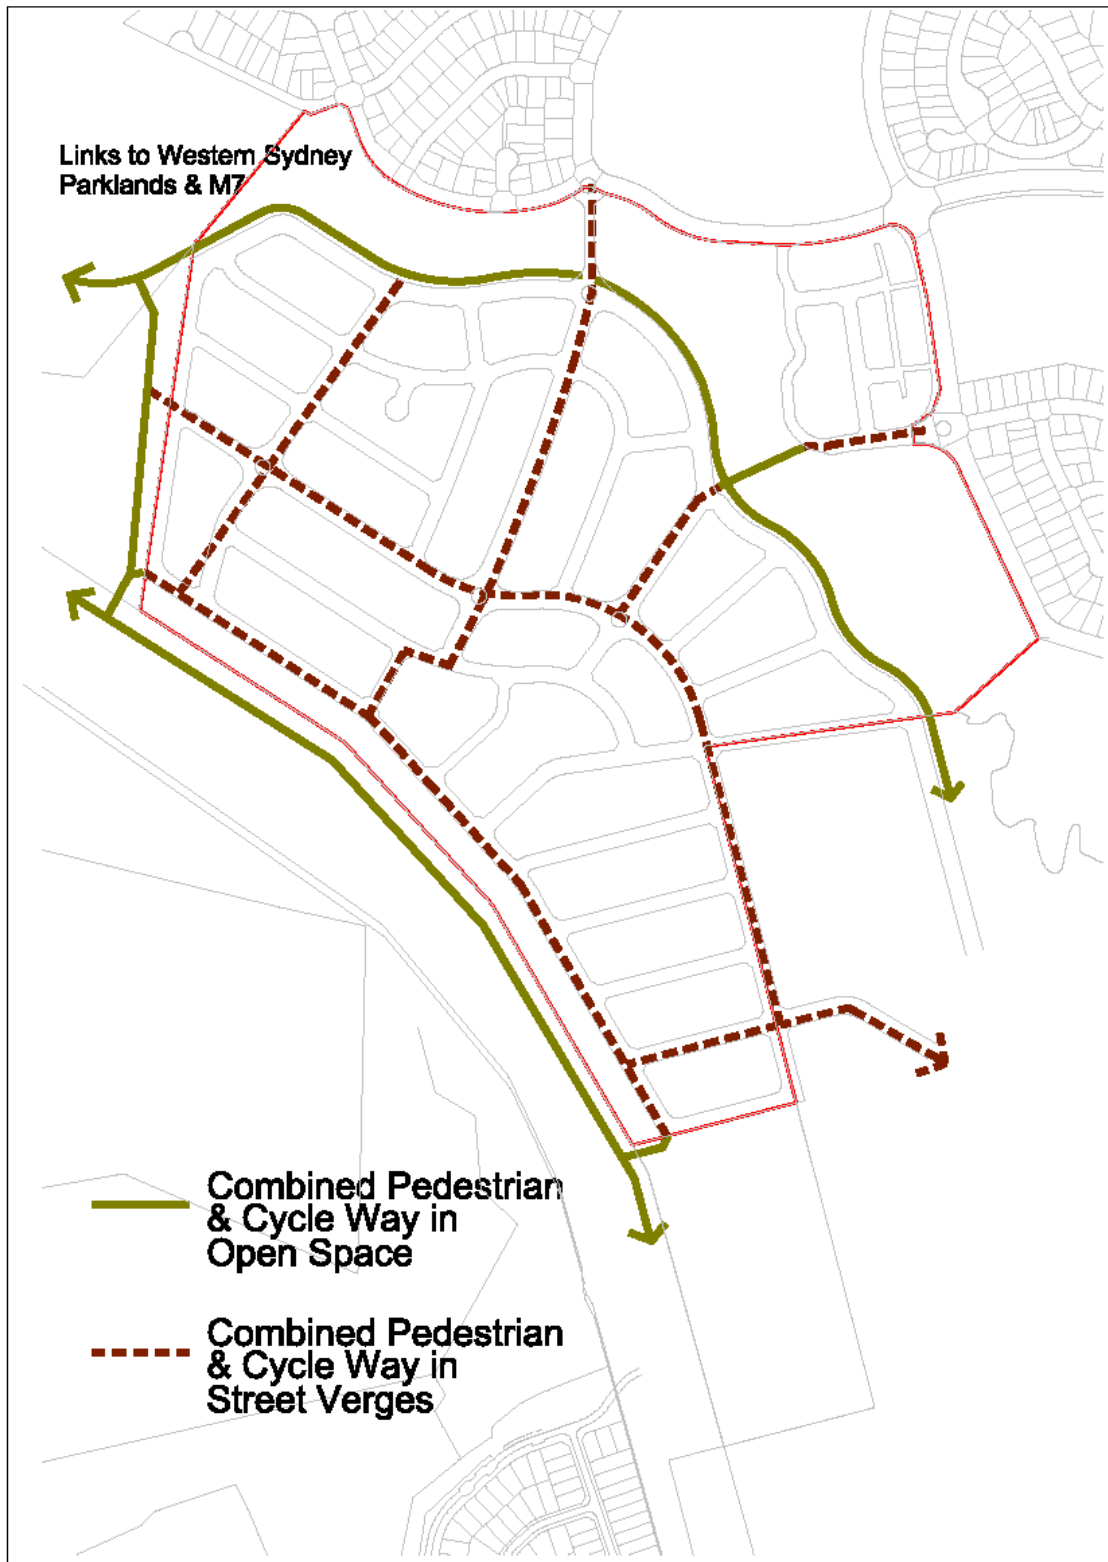 Links to Western Sydney
Parklands & M7
Combined Pedestrian
& Cycle Way in
Open Space
Combined Pedestrian
& Cycle Way in
Street Verges